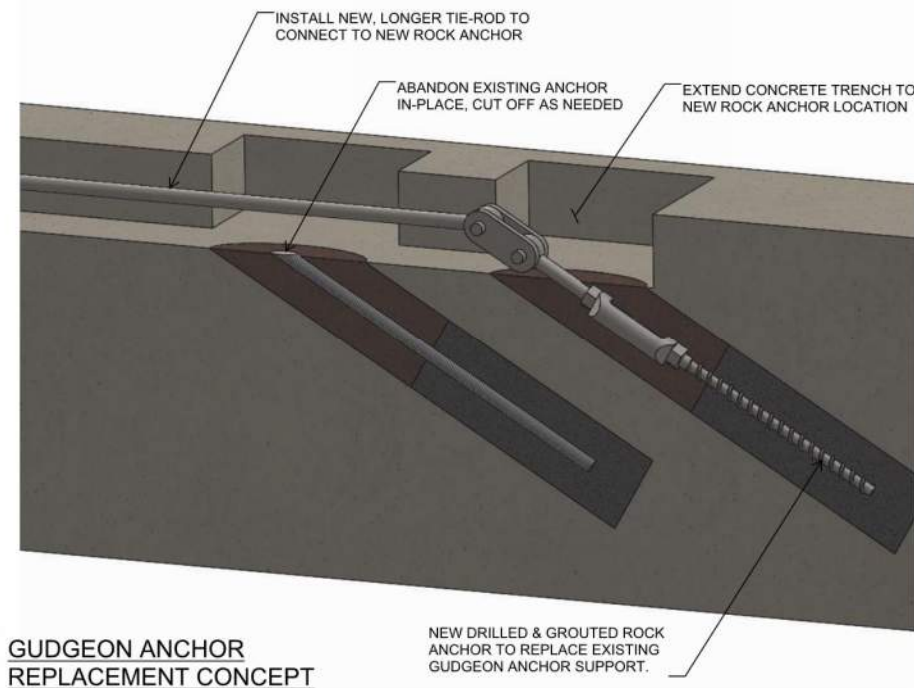 INSTALL NEW, LONGER TIE-ROD TO
CONNECT TO NEW ROCK ANCHOR
ABANDON EXISTING ANCHOR
IN-PLACE, CUT OFF AS NEEDED
EXTEND CONCRETE TRENCH TO
NEW ROCK ANCHOR LOCATION
NEW DRILLED & GROUTED ROCK
ANCHOR TO REPLACE EXISTING
GUDGEON ANCHOR SUPPORT.
GUDGEON ANCHOR
REPLACEMENT CONCEPT